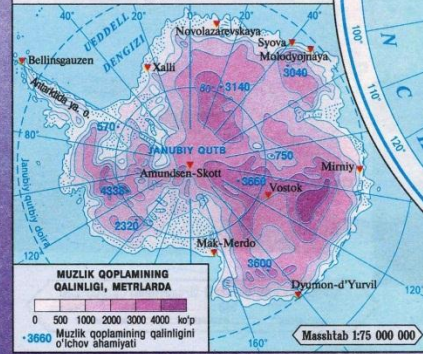 40°
20°
0°
20°
40°
Novolazarevskaya
UEDDELL
DENGIZI
Syova
Molodyojnaya
100°
N
Bellinsgauzen
Xalli
3140
3040
80°
110°
C
Antarktida ya. o.
570
JANUBIY QUTB
750
120°
80°
Amundsen-Skott
Mirniy
Janubiy qutbiy doira
4335
3660
Vostok
2320
Mak-Merdo
3600
120°
Dyumon-d'Yurvil
120°
160°
MUZLIK QOPLAMINING
QALINLIGI, METRLARDA
0 500 1000 2000 3000 4000 ko'p
•3660 Muzlik qoplamining qalinligini
o'lchov ahamiyati
Masshtab 1:75 000 000